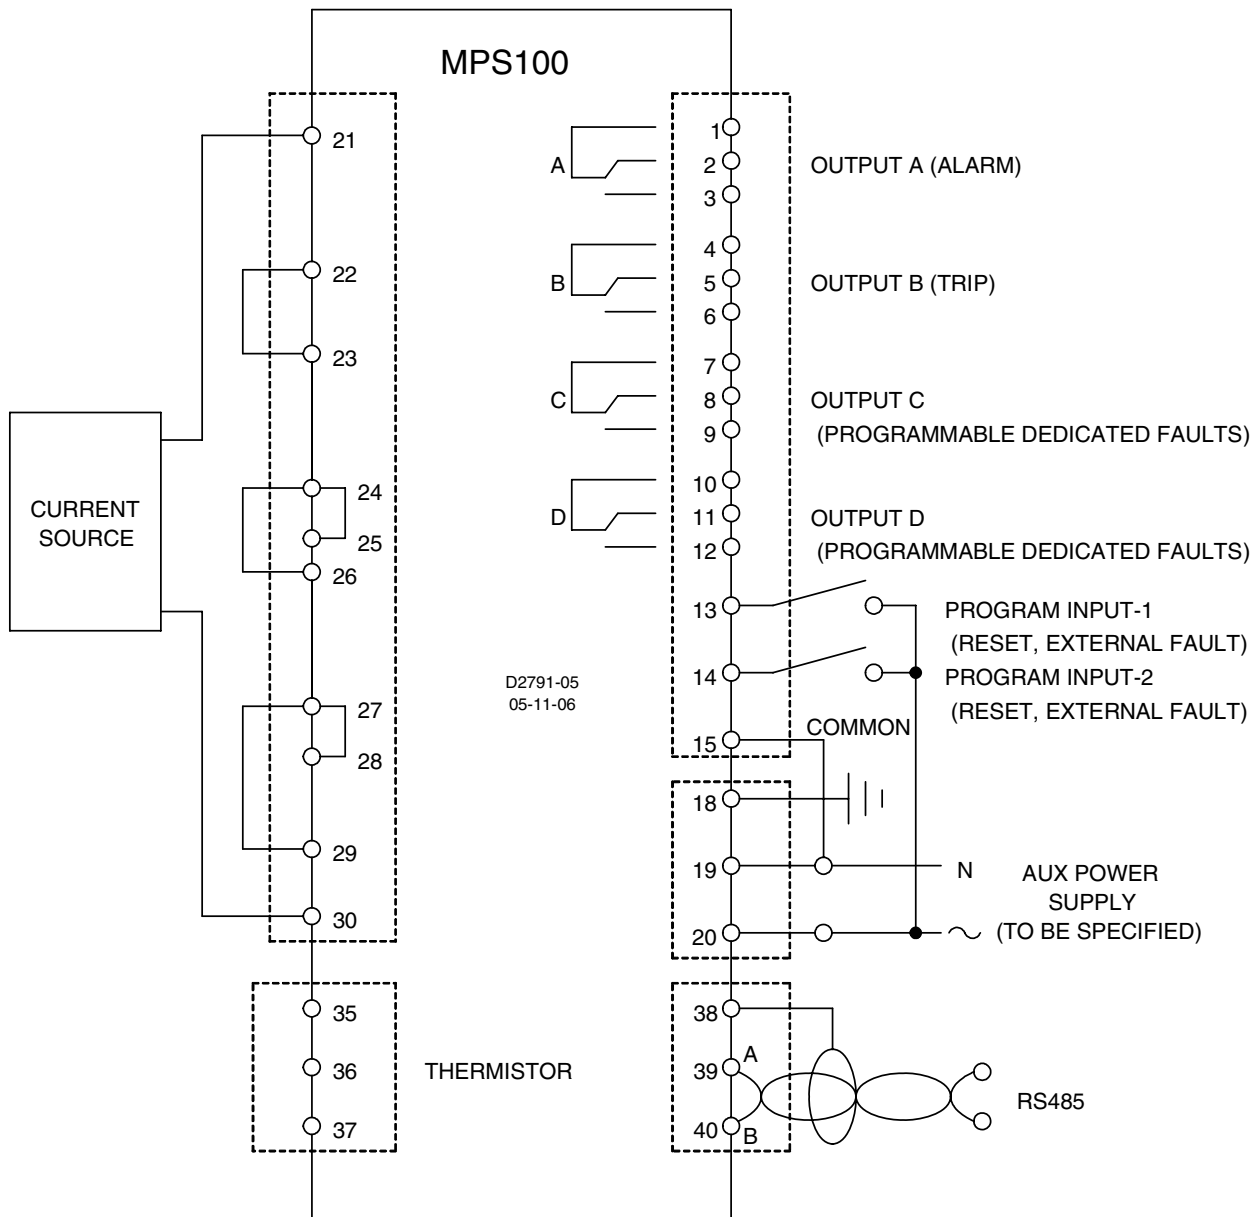 MPS100
21
22
23
24
25
26
27
28
29
30
35
36
37
CURRENT
SOURCE
THERMISTOR
D2791-05
05-11-06
A
B
C
D
1
2
3
4
5
6
7
8
9
10
11
12
13
14
15
18
19
20
38
39
40
A
B
OUTPUT A (ALARM)
OUTPUT B (TRIP)
OUTPUT C
(PROGRAMMABLE DEDICATED FAULTS)
OUTPUT D
(PROGRAMMABLE DEDICATED FAULTS)
PROGRAM INPUT-1
(RESET, EXTERNAL FAULT)
PROGRAM INPUT-2
(RESET, EXTERNAL FAULT)
COMMON
N
AUX POWER
SUPPLY
(TO BE SPECIFIED)
RS485